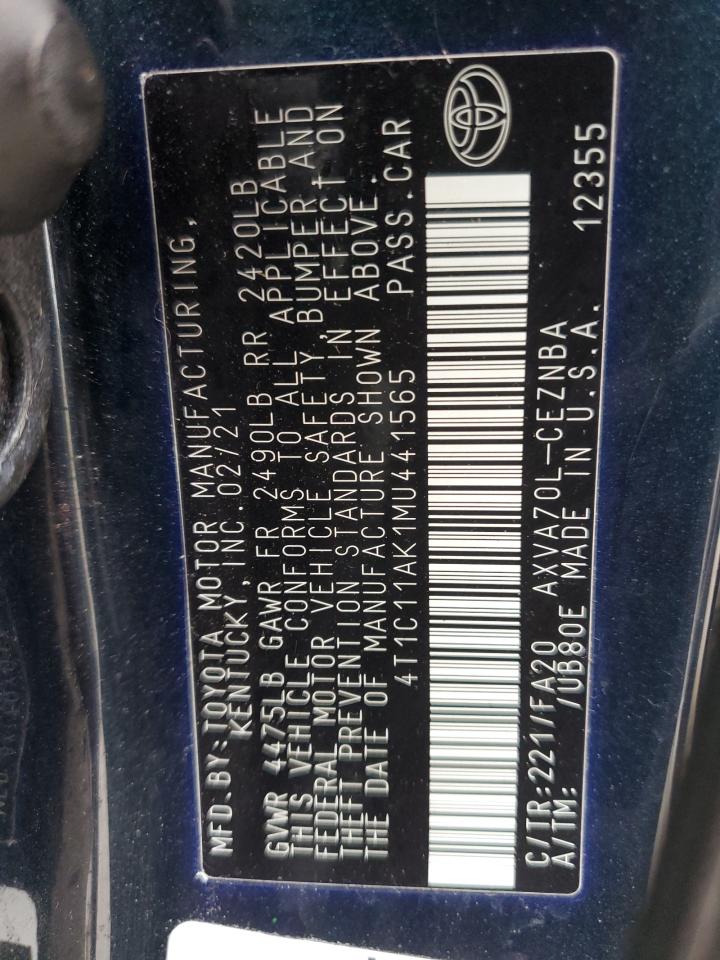 MFD.BY:TOYOTA MOTOR MANUFACTURING,
KENTUCKY, INC.02/21
GVWR 4475LB GAWR FR 2490LB RR 2420LB
THIS VEHICLE CONFORMS TO ALL APPLICABLE
FEDERAL MOTOR VEHICLE SAFETY, BUMPER AND
THEFT PREVENTION STANDARDS IN EFFECT ON
THE DATE OF MANUFACTURE SHOWN ABOVE.
4T1C11AK1MU441565 PASS.CAR
C/TR:221/FA20 AXVA70L-CEZNBA
A/TM: /UB80E MADE IN U.S.A. 12355